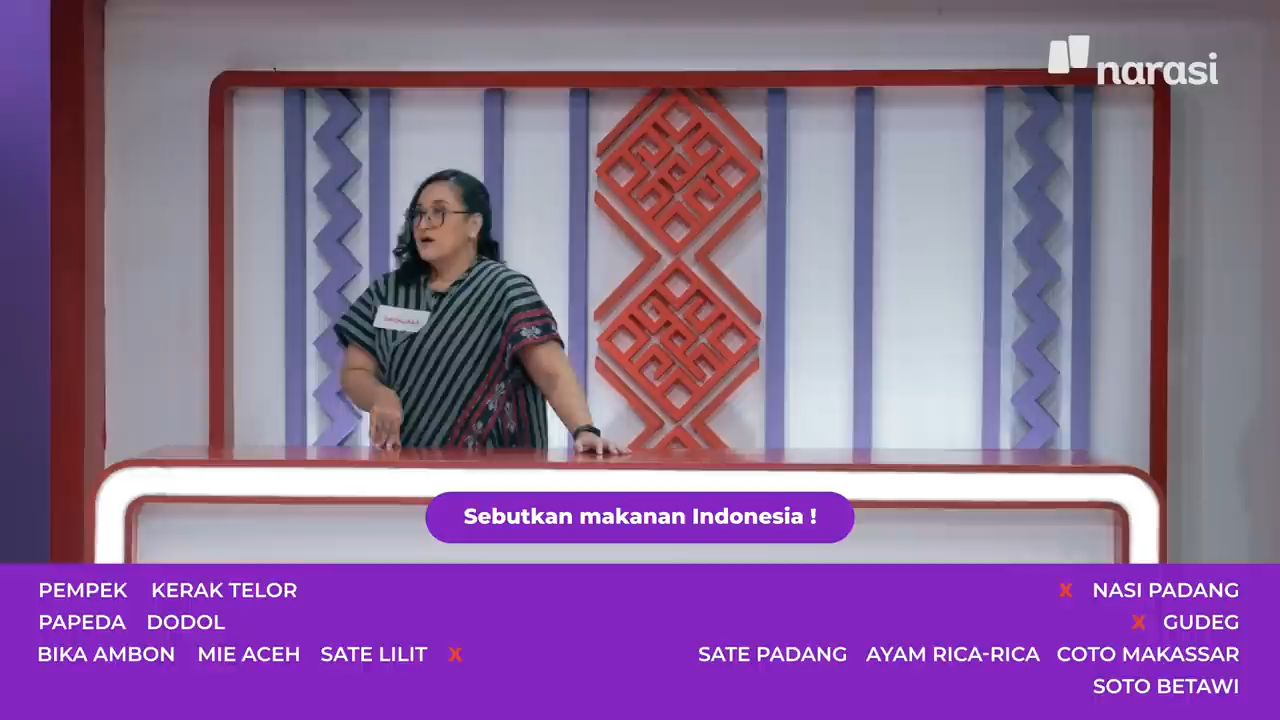 narasi
Sebutkan makanan Indonesia !
PEMPEK KERAK TELOR
PAPEDA DODOL
BIKA AMBON MIE ACEH SATE LILIT X
X NASI PADANG
X GUDEG
SATE PADANG AYAM RICA-RICA COTO MAKASSAR
SOTO BETAWI